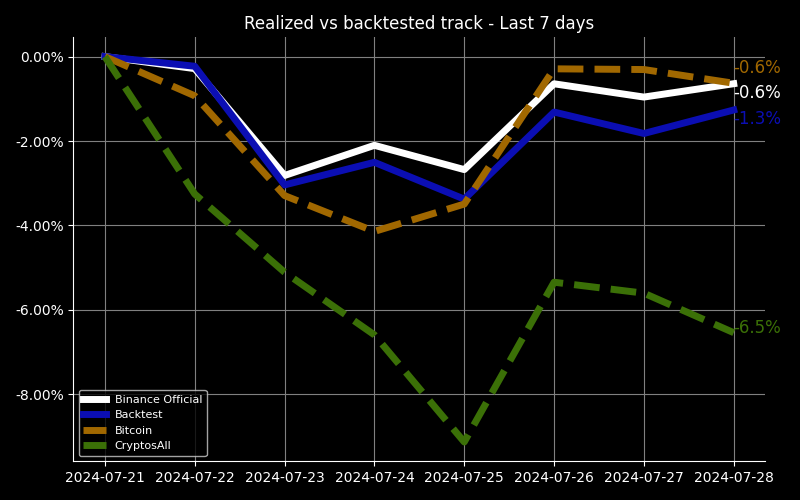 Realized vs backtested track - Last 7 days
0.00%
-2.00%
-4.00%
-6.00%
-8.00%
-0.6%
-0.6%
-1.3%
-6.5%
Binance Official
Backtest
Bitcoin
CryptosAll
2024-07-21 2024-07-22 2024-07-23 2024-07-24 2024-07-25 2024-07-26 2024-07-27 2024-07-28